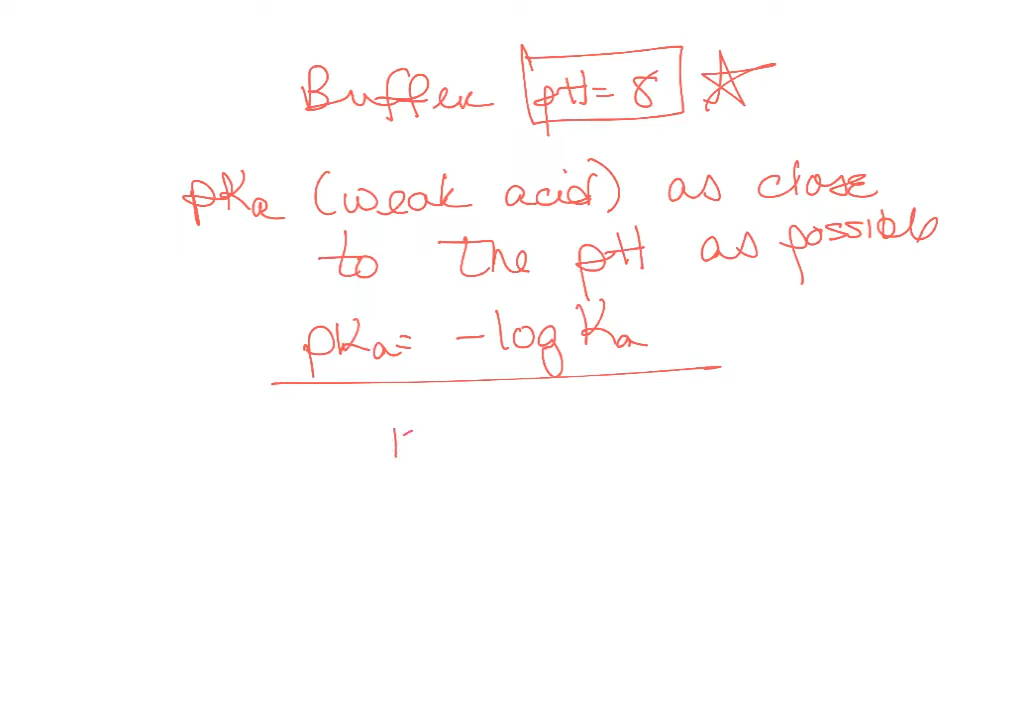 Buffer pH = 8
pKa (weak acid) as close
to the pH as possible
pKa = -log Ka